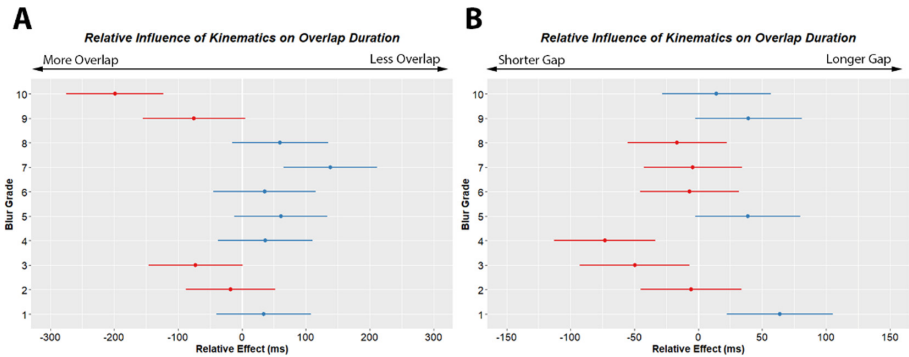 A
Relative Influence of Kinematics on Overlap Duration
More Overlap Less Overlap
Blur Grade
10
9
8
7
6
5
4
3
2
1
-300 -200 -100 0 100 200 300
Relative Effect (ms)
B
Relative Influence of Kinematics on Overlap Duration
Shorter Gap Longer Gap
Blur Grade
10
9
8
7
6
5
4
3
2
1
-150 -100 -50 0 50 100 150
Relative Effect (ms)